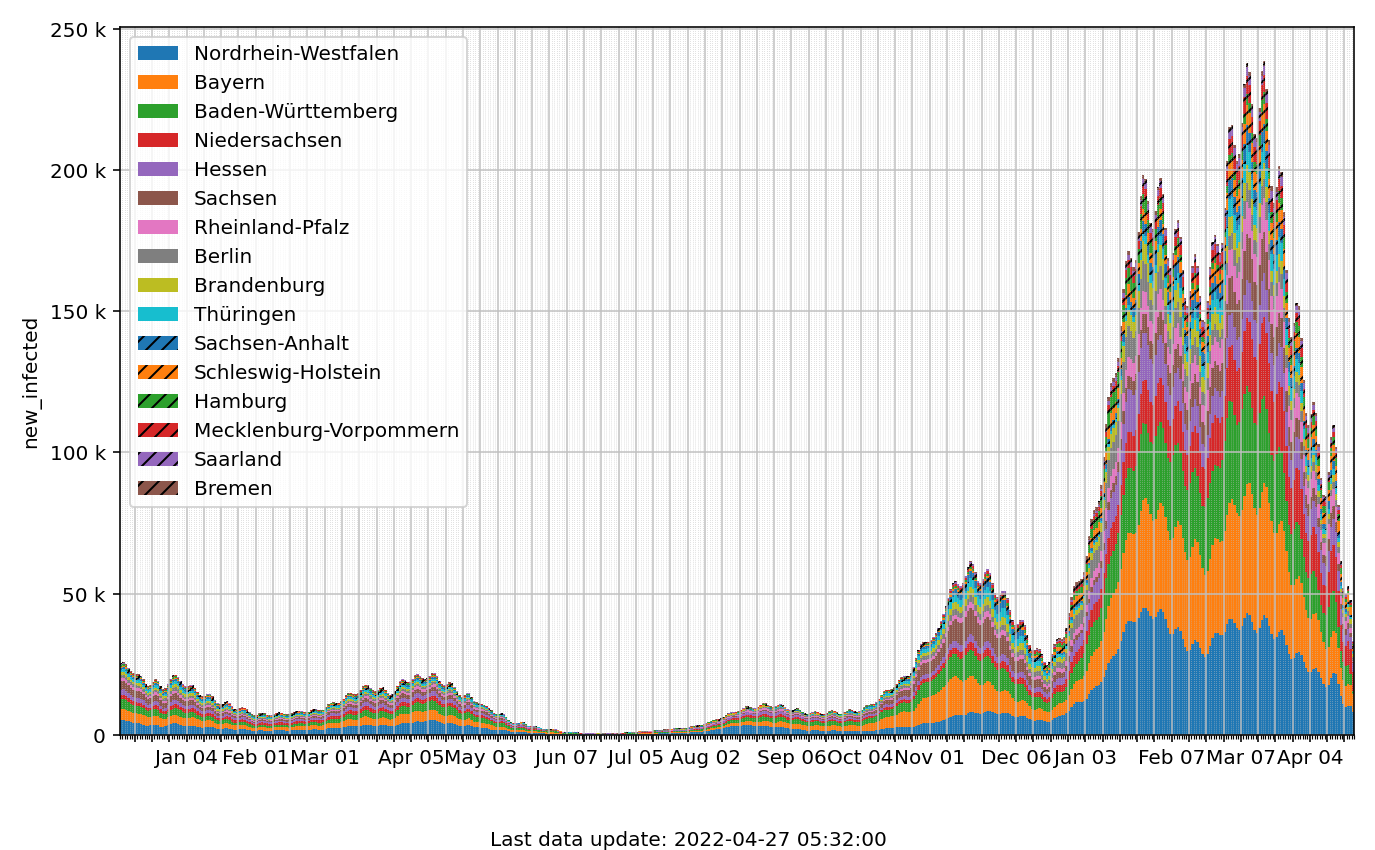 250 k
200 k
150 k
100 k
50 k
0
new_infected
Nordrhein-Westfalen
Bayern
Baden-Württemberg
Niedersachsen
Hessen
Sachsen
Rheinland-Pfalz
Berlin
Brandenburg
Thüringen
Sachsen-Anhalt
Schleswig-Holstein
Hamburg
Mecklenburg-Vorpommern
Saarland
Bremen
Jan 04 Feb 01 Mar 01 Apr 05 May 03 Jun 07 Jul 05 Aug 02 Sep 06 Oct 04 Nov 01 Dec 06 Jan 03 Feb 07 Mar 07 Apr 04
Last data update: 2022-04-27 05:32:00